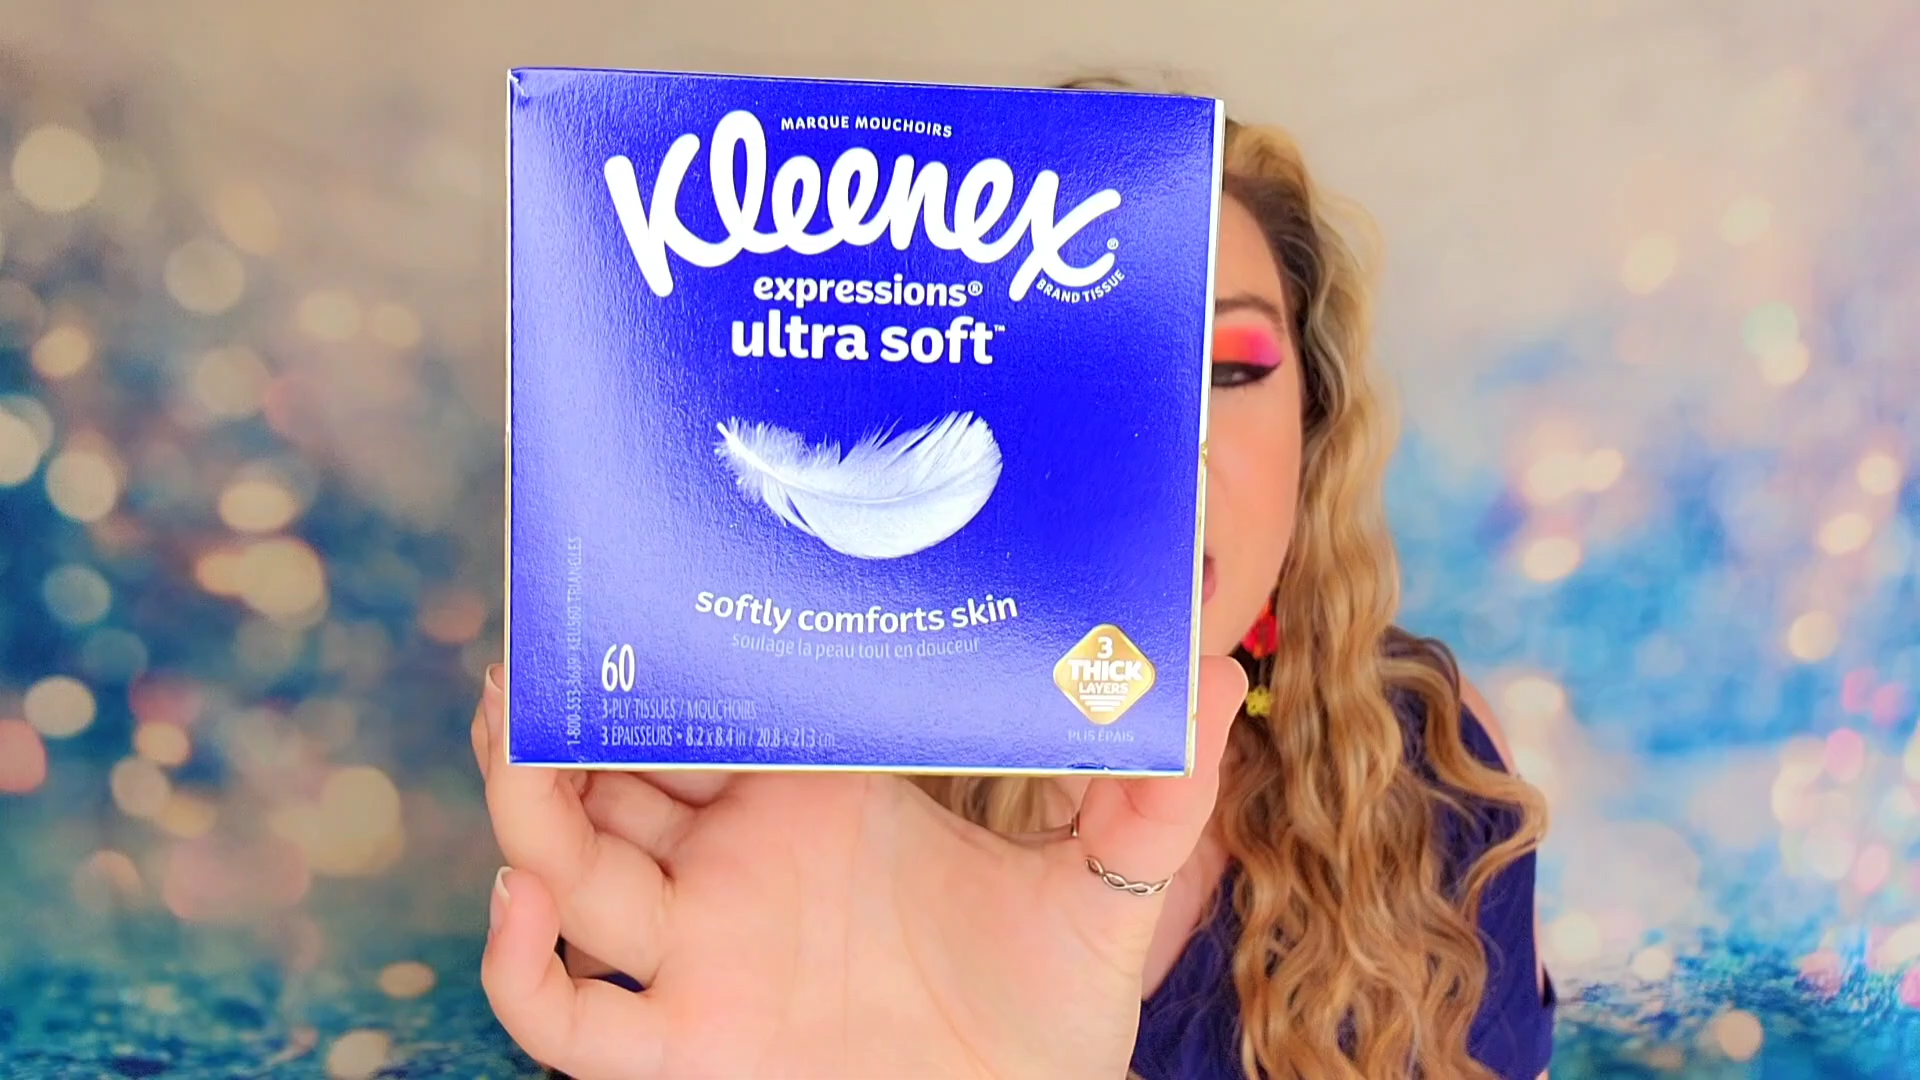 MARQUE MOUCHOIRS
Kleenex®
BRAND TISSUE
expressions®
ultra soft™
softly comforts skin
soulage la peau tout en douceur
60
3-PLY TISSUES / MOUCHOIRS
3 ÉPAISSEURS • 8.2 x 8.4 in / 20.8 x 21.3 cm
3
THICK
LAYERS
PLIS ÉPAIS